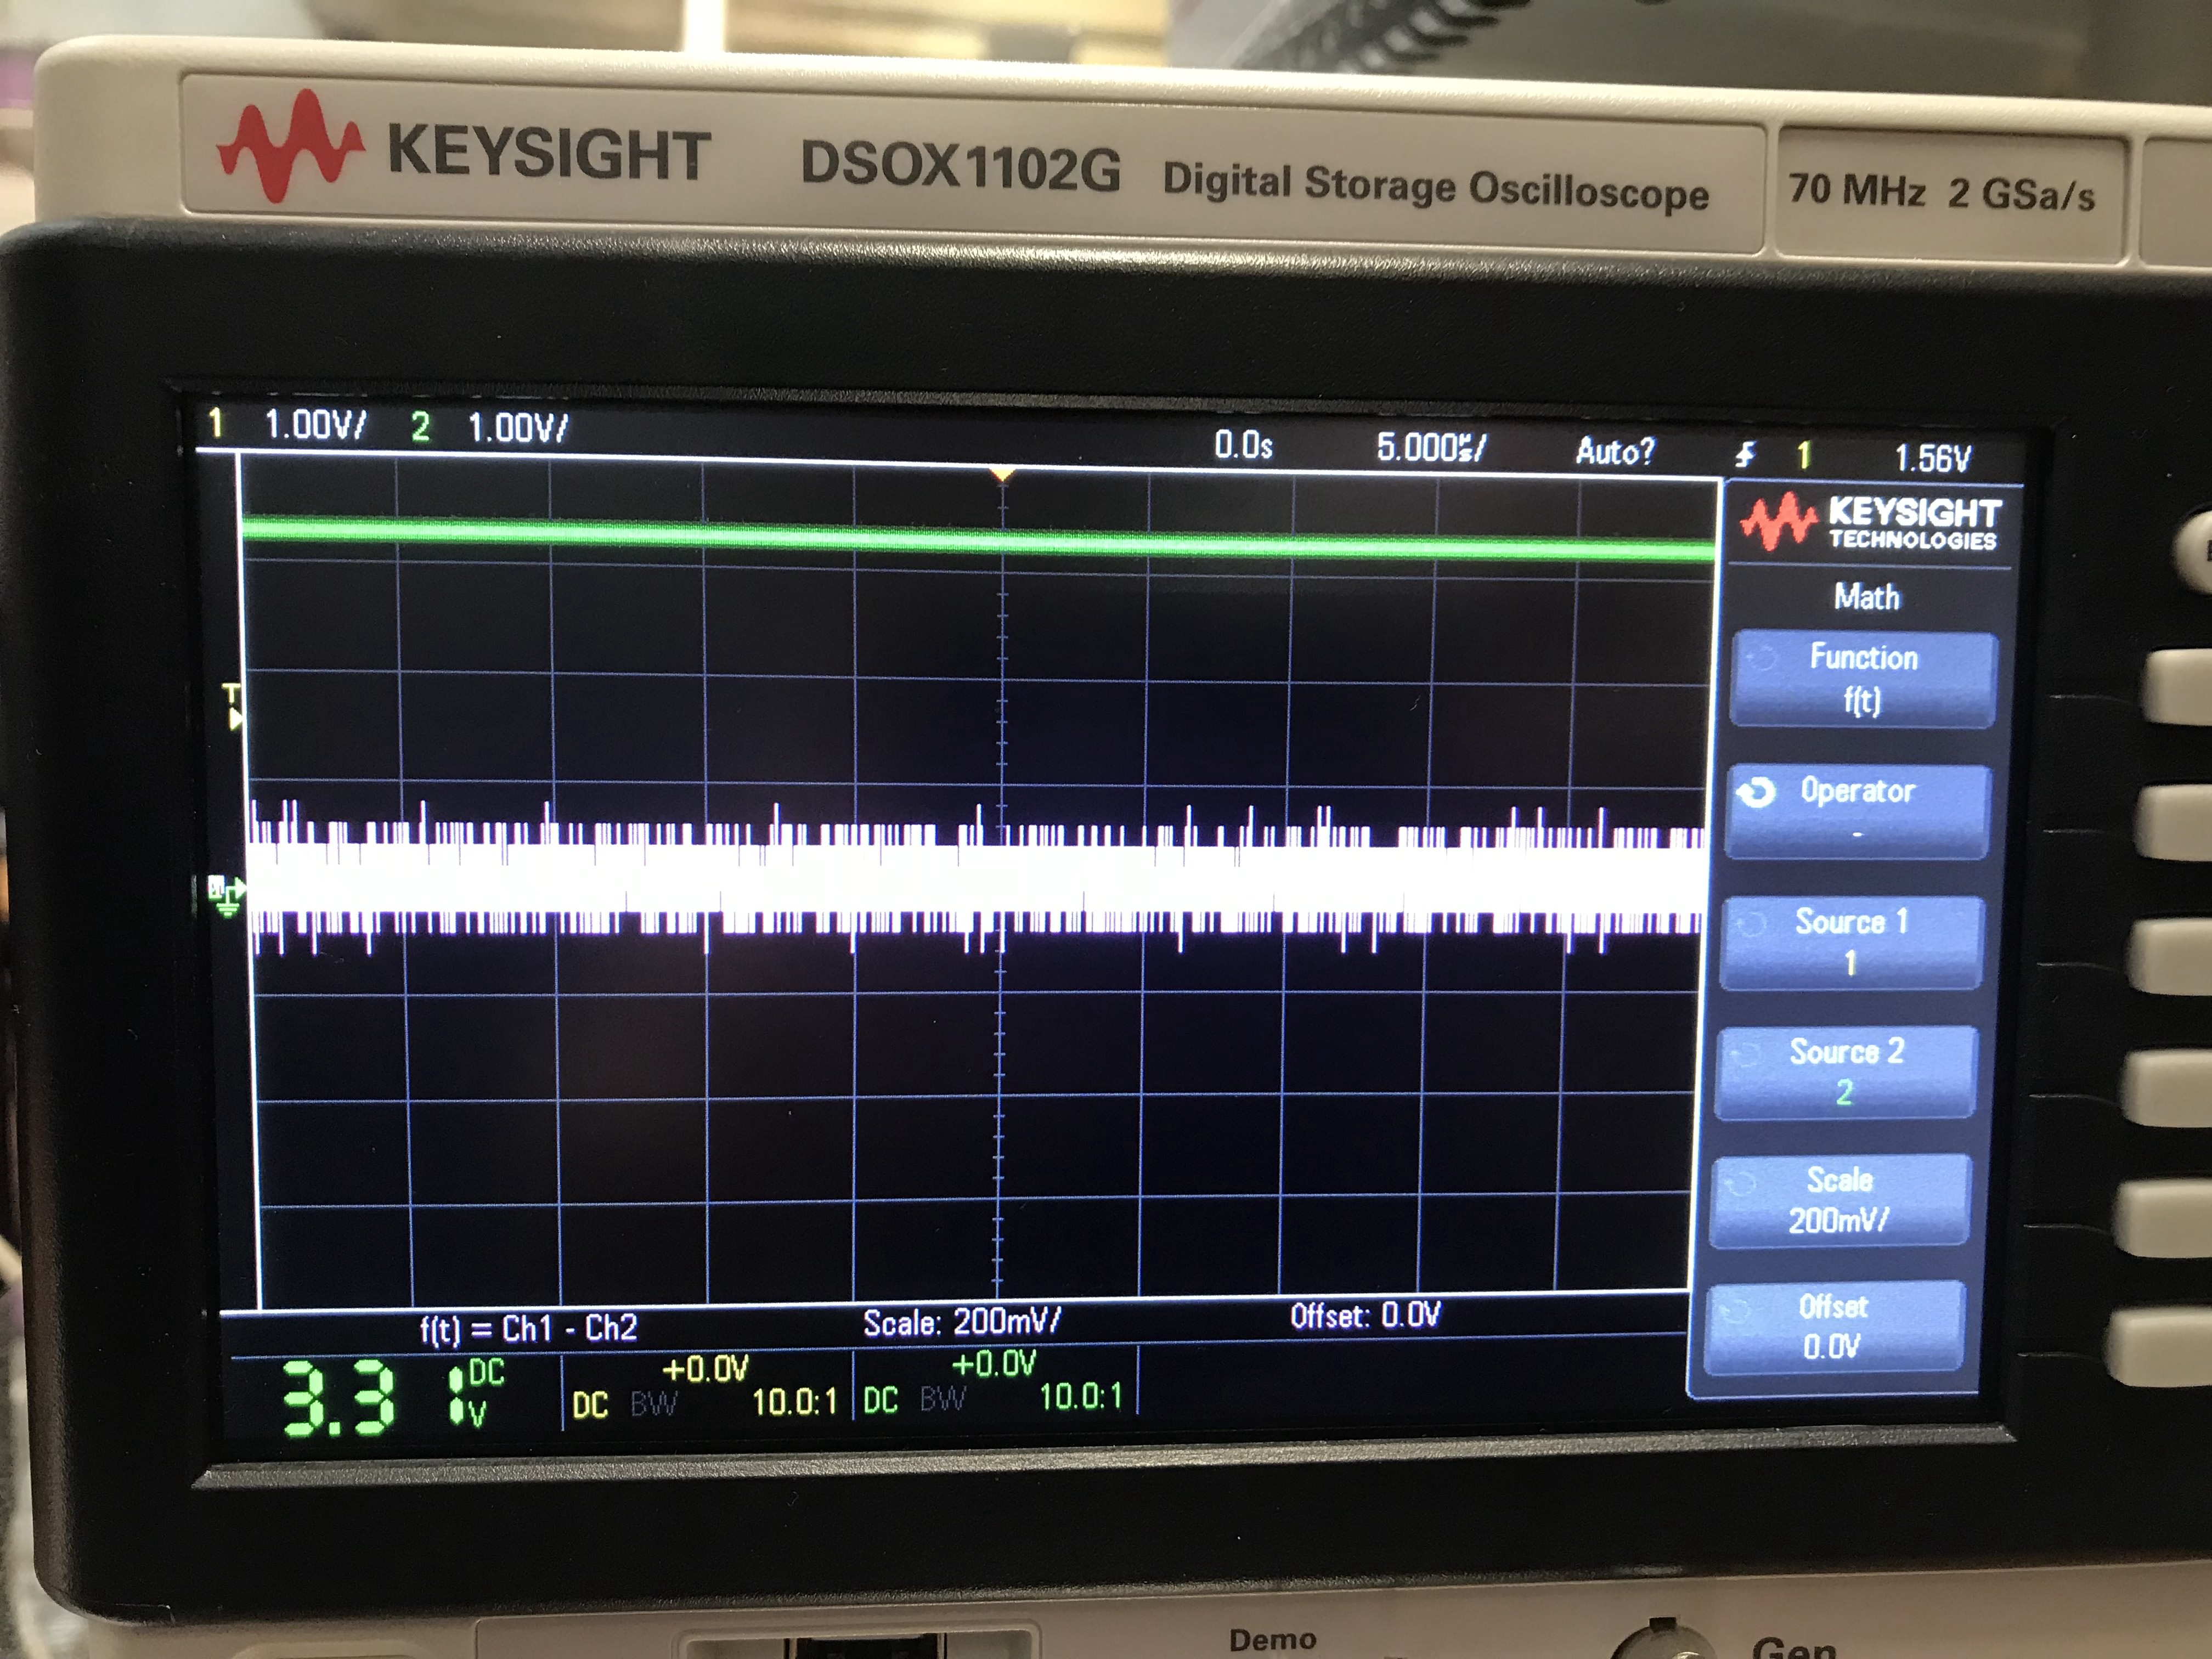 KEYSIGHT DSOX1102G Digital Storage Oscilloscope 70 MHz 2 GSa/s
1 1.00V/ 2 1.00V/ 0.0s 5.000µs/ Auto? 1 1.56V
KEYSIGHT
TECHNOLOGIES
Math
Function
f(t)
T
Operator
-
Source 1
1
Source 2
2
Scale
200mV/
Offset
0.0V
f(t) = Ch1 - Ch2 Scale: 200mV/ Offset: 0.0V
3.3 DC
V
+0.0V
DC BW 10.0:1
+0.0V
DC BW 10.0:1
Demo
Gen